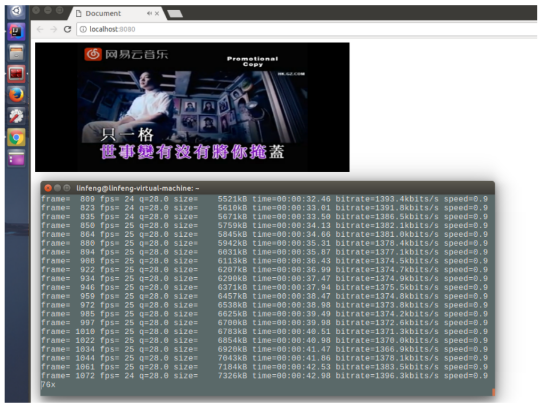 Document
localhost:8090
网易云音乐
Promotional
Copy
只一格
世事變有沒有將你掩蓋
linfeng@linfeng-virtual-machine: ~
frame=  809 fps= 24 q=28.0 size=    5521kB time=00:00:32.46 bitrate=1393.4kbits/s speed=0.9
frame=  823 fps= 24 q=28.0 size=    5610kB time=00:00:33.01 bitrate=1391.8kbits/s speed=0.9
frame=  835 fps= 24 q=28.0 size=    5671kB time=00:00:33.50 bitrate=1386.5kbits/s speed=0.9
frame=  850 fps= 25 q=28.0 size=    5759kB time=00:00:34.13 bitrate=1382.1kbits/s speed=0.9
frame=  864 fps= 25 q=28.0 size=    5845kB time=00:00:34.66 bitrate=1381.0kbits/s speed=0.9
frame=  880 fps= 25 q=28.0 size=    5942kB time=00:00:35.31 bitrate=1378.4kbits/s speed=0.9
frame=  894 fps= 25 q=28.0 size=    6031kB time=00:00:35.87 bitrate=1377.1kbits/s speed=0.9
frame=  908 fps= 25 q=28.0 size=    6113kB time=00:00:36.43 bitrate=1374.5kbits/s speed=0.9
frame=  922 fps= 25 q=28.0 size=    6207kB time=00:00:36.99 bitrate=1374.7kbits/s speed=0.9
frame=  934 fps= 25 q=28.0 size=    6290kB time=00:00:37.47 bitrate=1374.9kbits/s speed=0.9
frame=  946 fps= 25 q=28.0 size=    6371kB time=00:00:37.94 bitrate=1375.5kbits/s speed=0.9
frame=  959 fps= 25 q=28.0 size=    6457kB time=00:00:38.47 bitrate=1374.8kbits/s speed=0.9
frame=  972 fps= 25 q=28.0 size=    6538kB time=00:00:38.98 bitrate=1373.8kbits/s speed=0.9
frame=  985 fps= 25 q=28.0 size=    6625kB time=00:00:39.49 bitrate=1374.2kbits/s speed=0.9
frame=  997 fps= 25 q=28.0 size=    6700kB time=00:00:39.98 bitrate=1372.6kbits/s speed=0.9
frame= 1010 fps= 25 q=28.0 size=    6783kB time=00:00:40.51 bitrate=1371.3kbits/s speed=0.9
frame= 1022 fps= 25 q=28.0 size=    6854kB time=00:00:40.98 bitrate=1370.0kbits/s speed=0.9
frame= 1034 fps= 25 q=28.0 size=    6920kB time=00:00:41.47 bitrate=1366.9kbits/s speed=0.9
frame= 1044 fps= 25 q=28.0 size=    7043kB time=00:00:41.86 bitrate=1378.1kbits/s speed=0.9
frame= 1061 fps= 25 q=28.0 size=    7184kB time=00:00:42.53 bitrate=1383.5kbits/s speed=0.9
frame= 1072 fps= 25 q=28.0 size=    7326kB time=00:00:42.98 bitrate=1396.3kbits/s speed=0.9
76x